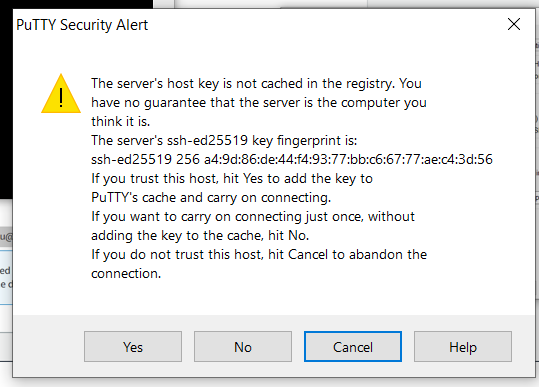 PuTTY Security Alert
The server's host key is not cached in the registry. You
have no guarantee that the server is the computer you
think it is.
The server's ssh-ed25519 key fingerprint is:
ssh-ed25519 256 a4:9d:86:de:44:f4:93:77:bb:c6:67:77:ae:c4:3d:56
If you trust this host, hit Yes to add the key to
PuTTY's cache and carry on connecting.
If you want to carry on connecting just once, without
adding the key to the cache, hit No.
If you do not trust this host, hit Cancel to abandon the
connection.
Yes
No
Cancel
Help